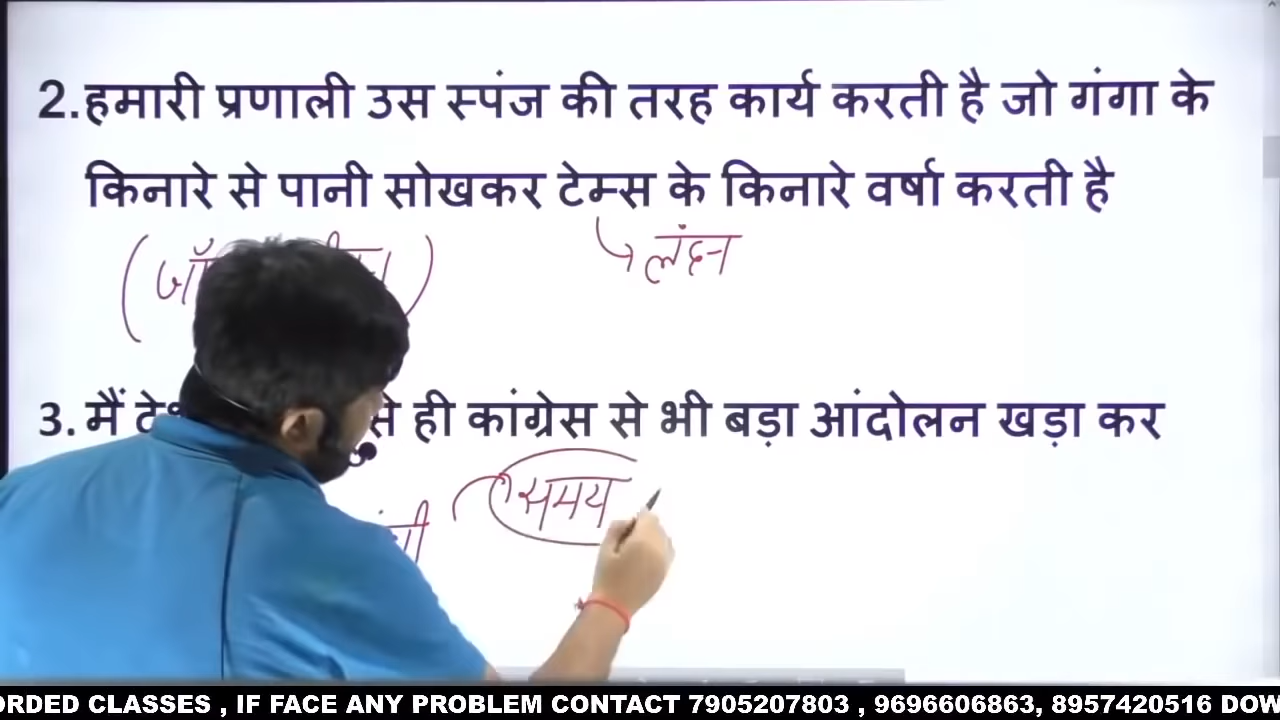 2.हमारी प्रणाली उस स्पंज की तरह कार्य करती है जो गंगा के
किनारे से पानी सोखकर टेम्स के किनारे वर्षा करती है
लंदन
3. मैं ही कांग्रेस से भी बड़ा आंदोलन खड़ा कर
समय
ORDED CLASSES , IF FACE ANY PROBLEM CONTACT 7905207803 , 9696606863, 8957420516 DOW